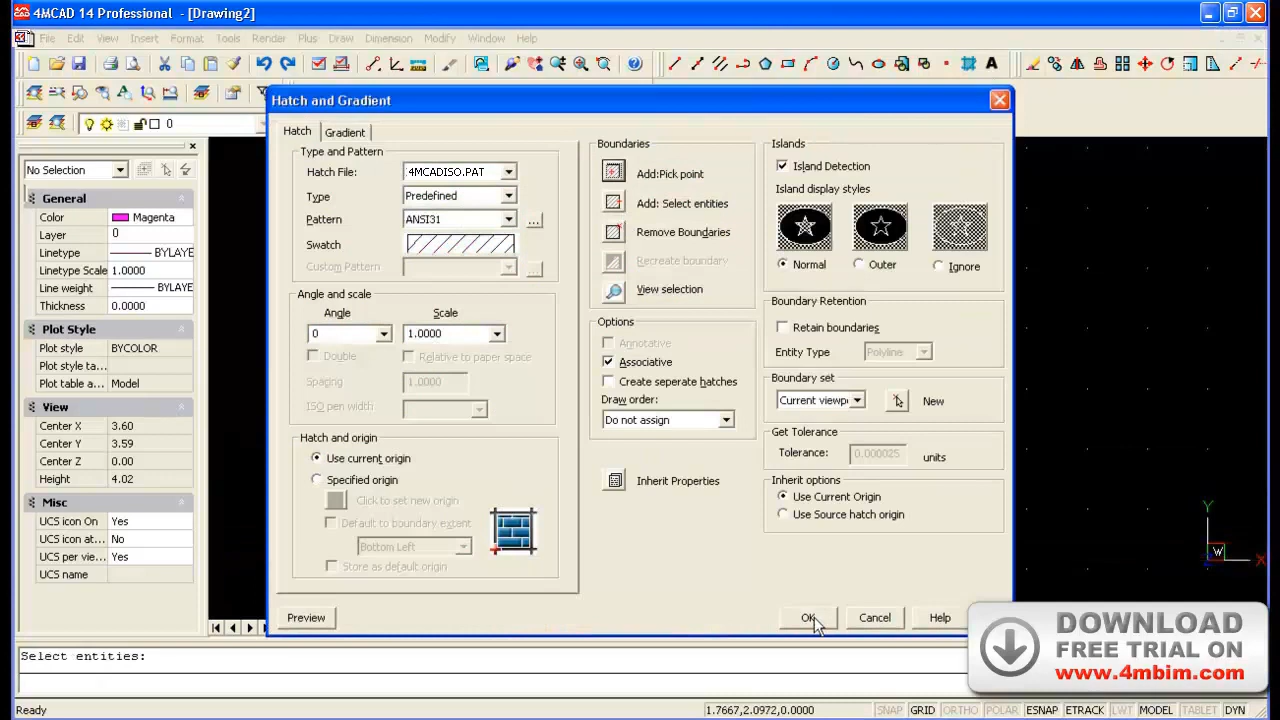 4MCAD 14 Professional - [Drawing2]
File Edit View Insert Format Tools Render Plus Draw Dimension Modify Window Help
0
No Selection
General
Color Magenta
Layer 0
Linetype BYLAYE
Linetype Scale 1.0000
Line weight BYLAYE
Thickness 0.0000
Plot Style
Plot style BYCOLOR
Plot style ta...
Plot table a... Model
View
Center X 3.60
Center Y 3.59
Center Z 0.00
Height 4.02
Misc
UCS icon On Yes
UCS icon at... No
UCS per vie... Yes
UCS name
Hatch and Gradient
Hatch Gradient
Type and Pattern
Hatch File: 4MCADISO.PAT
Type Predefined
Pattern ANSI31 ...
Swatch
Custom Pattern ...
Angle and scale
Angle Scale
0 1.0000
Double Relative to paper space
Spacing 1.0000
ISO pen width
Hatch and origin
Use current origin
Specified origin
Click to set new origin
Default to boundary extent
Bottom Left
Store as default origin
Boundaries
Add:Pick point
Add: Select entities
Remove Boundaries
Recreate boundary
View selection
Options
Annotative
Associative
Create seperate hatches
Draw order:
Do not assign
Inherit Properties
Islands
Island Detection
Island display styles
Normal Outer Ignore
Boundary Retention
Retain boundaries
Entity Type Polyline
Boundary set
Current viewp New
Get Tolerance
Tolerance: 0.000025 units
Inherit options
Use Current Origin
Use Source hatch origin
Preview OK Cancel Help
Y
W X
Select entities:
DOWNLOAD
FREE TRIAL ON
www.4mbim.com
Ready 1.7667,2.0972,0.0000 SNAP GRID ORTHO POLAR ESNAP ETRACK LWT MODEL TABLET DYN